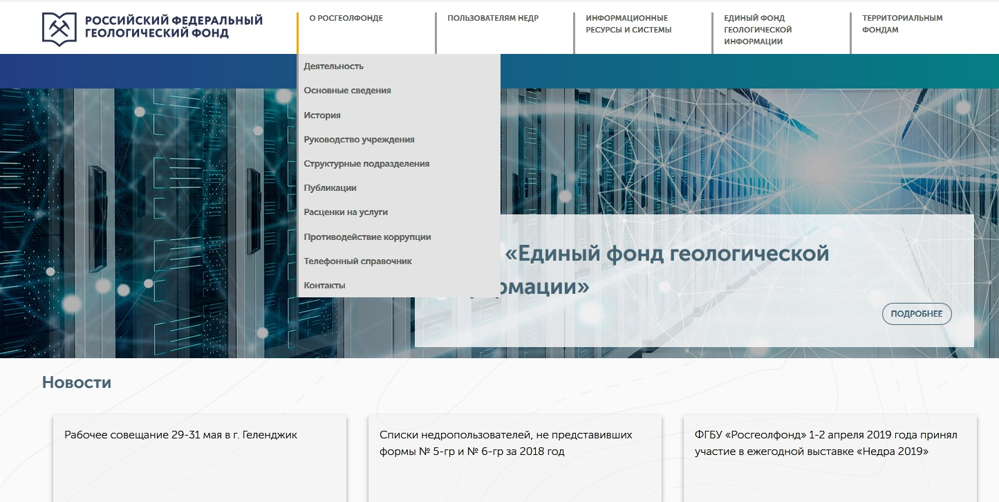 РОССИЙСКИЙ ФЕДЕРАЛЬНЫЙ
ГЕОЛОГИЧЕСКИЙ ФОНД
О РОСГЕОЛФОНДЕ
ПОЛЬЗОВАТЕЛЯМ НЕДР
ИНФОРМАЦИОННЫЕ
РЕСУРСЫ И СИСТЕМЫ
ЕДИНЫЙ ФОНД
ГЕОЛОГИЧЕСКОЙ
ИНФОРМАЦИИ
ТЕРРИТОРИАЛЬНЫМ
ФОНДАМ
Деятельность
Основные сведения
История
Руководство учреждения
Структурные подразделения
Публикации
Расценки на услуги
Противодействие коррупции
Телефонный справочник
Контакты
«Единый фонд геологической
рмации»
ПОДРОБНЕЕ
Новости
Рабочее совещание 29-31 мая в г. Геленджик
Списки недропользователей, не представивших
формы № 5-гр и № 6-гр за 2018 год
ФГБУ «Росгеолфонд» 1-2 апреля 2019 года принял
участие в ежегодной выставке «Недра 2019»